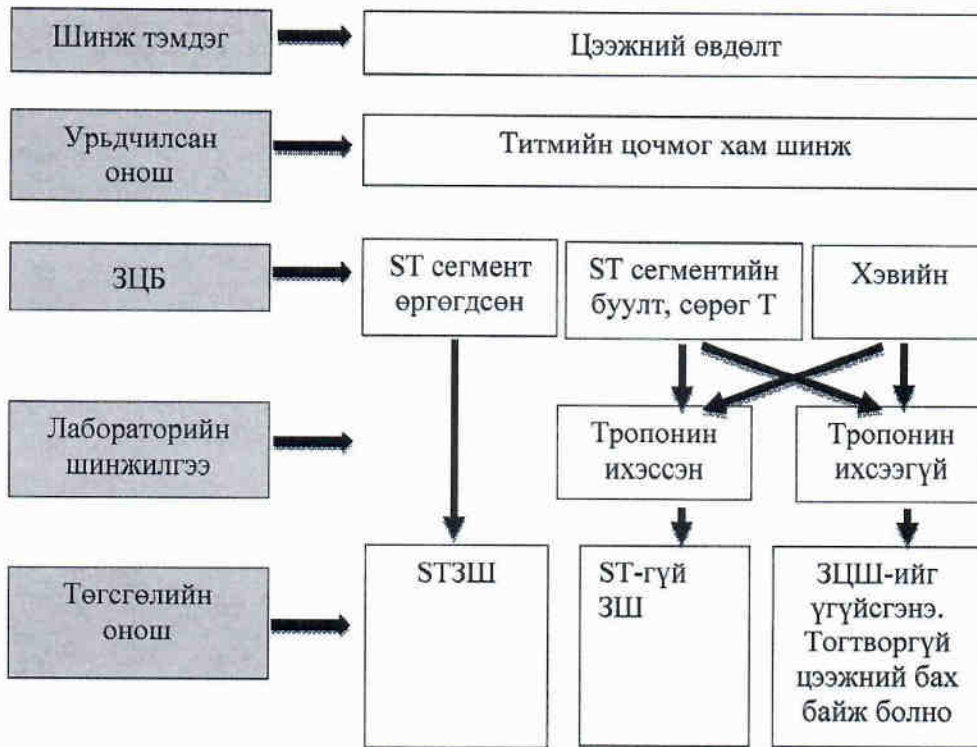 Шинж тэмдэг
Цээжний өвдөлт
Урьдчилсан
онош
Титмийн цочмог хам шинж
ЗЦБ
ST сегмент
өргөгдсөн
ST сегментийн
буулт, сөрөг Т
Хэвийн
Лабораторийн
шинжилгээ
Тропонин
ихэссэн
Тропонин
ихсээгүй
Төгсгөлийн
онош
STЗШ
ST-гүй
ЗШ
ЗЦШ-ийг
үгүйсгэнэ.
Тогтворгүй
цээжний бах
байж болно